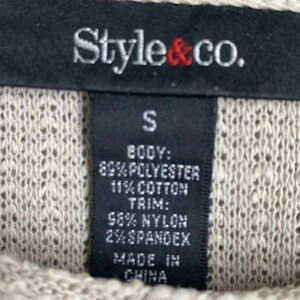 Style&co.
S
BODY:
89%POLYESTER
11%COTTON
TRIM:
98%NYLON
2%SPANDEX
MADE IN
CHINA